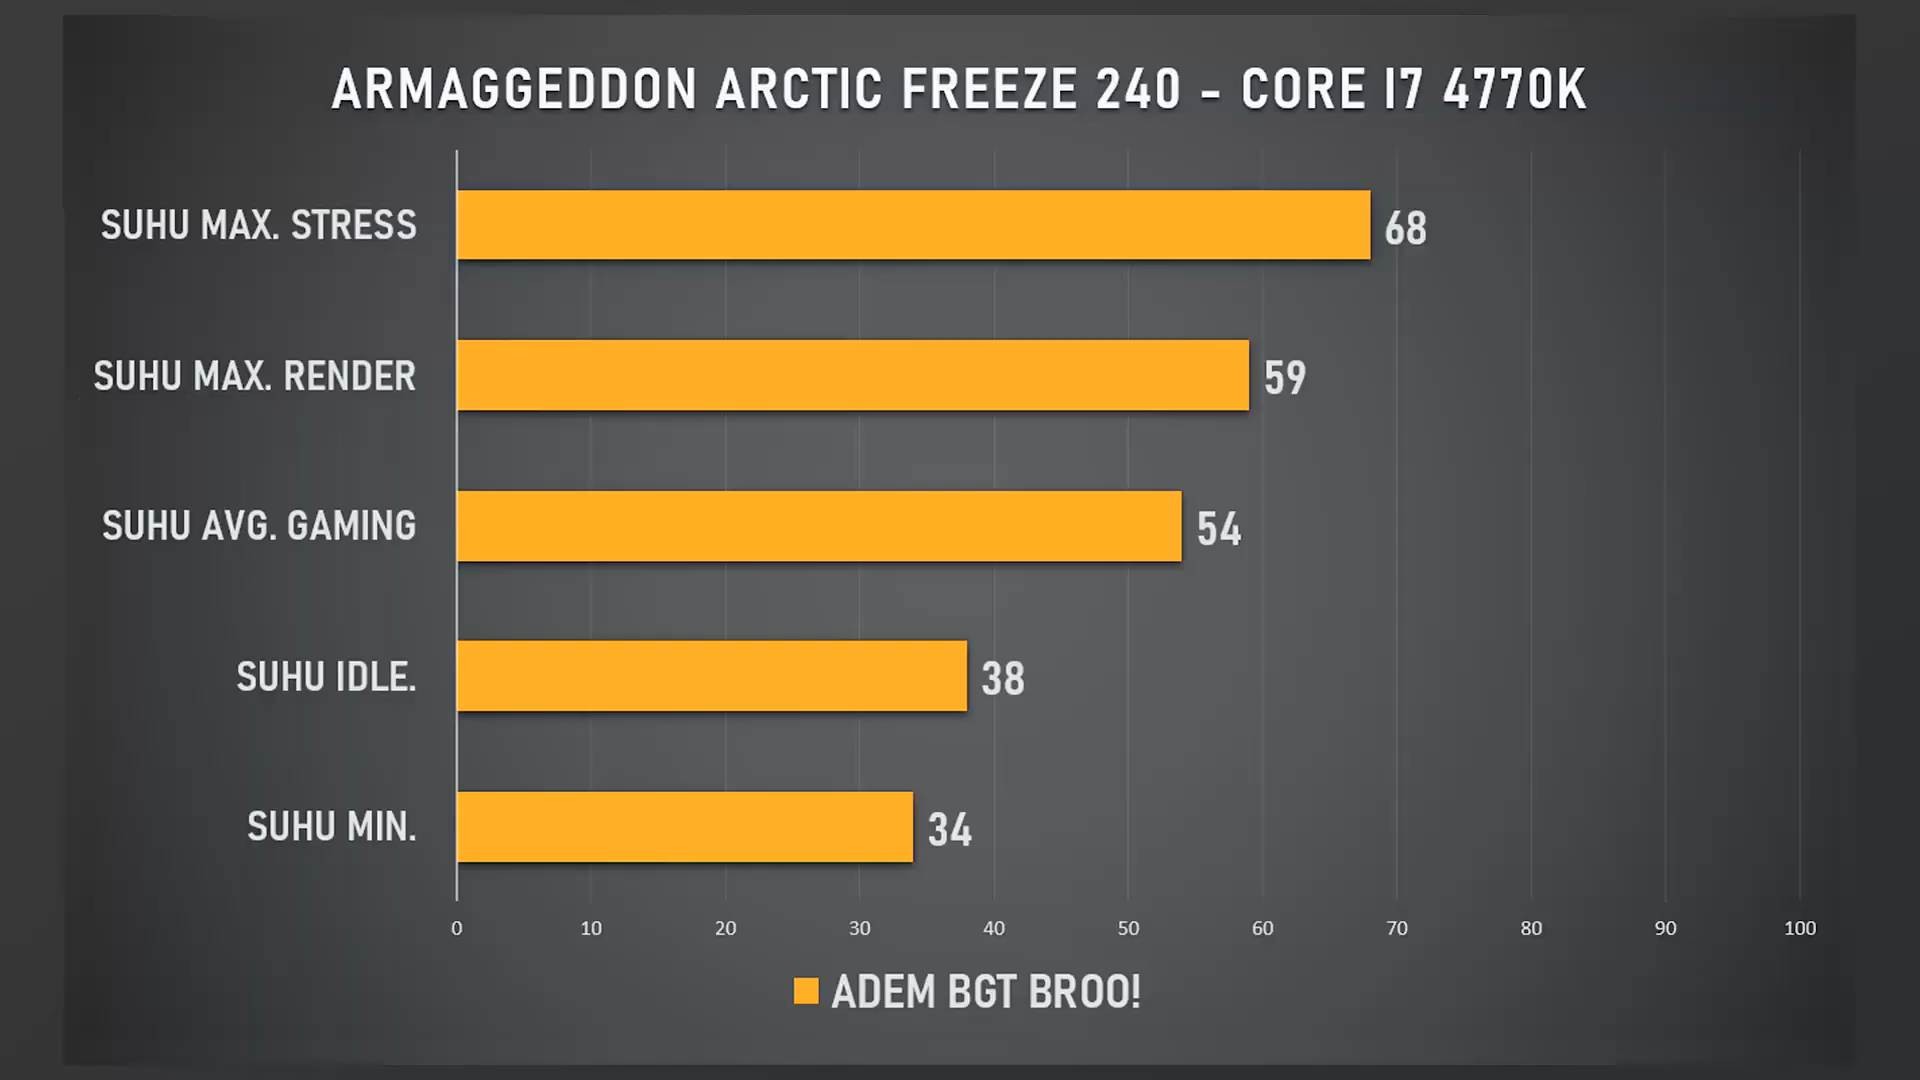 ARMAGGEDDON ARCTIC FREEZE 240 - CORE I7 4770K
SUHU MAX. STRESS
68
SUHU MAX. RENDER
59
SUHU AVG. GAMING
54
SUHU IDLE.
38
SUHU MIN.
34
0 10 20 30 40 50 60 70 80 90 100
ADEM BGT BROO!